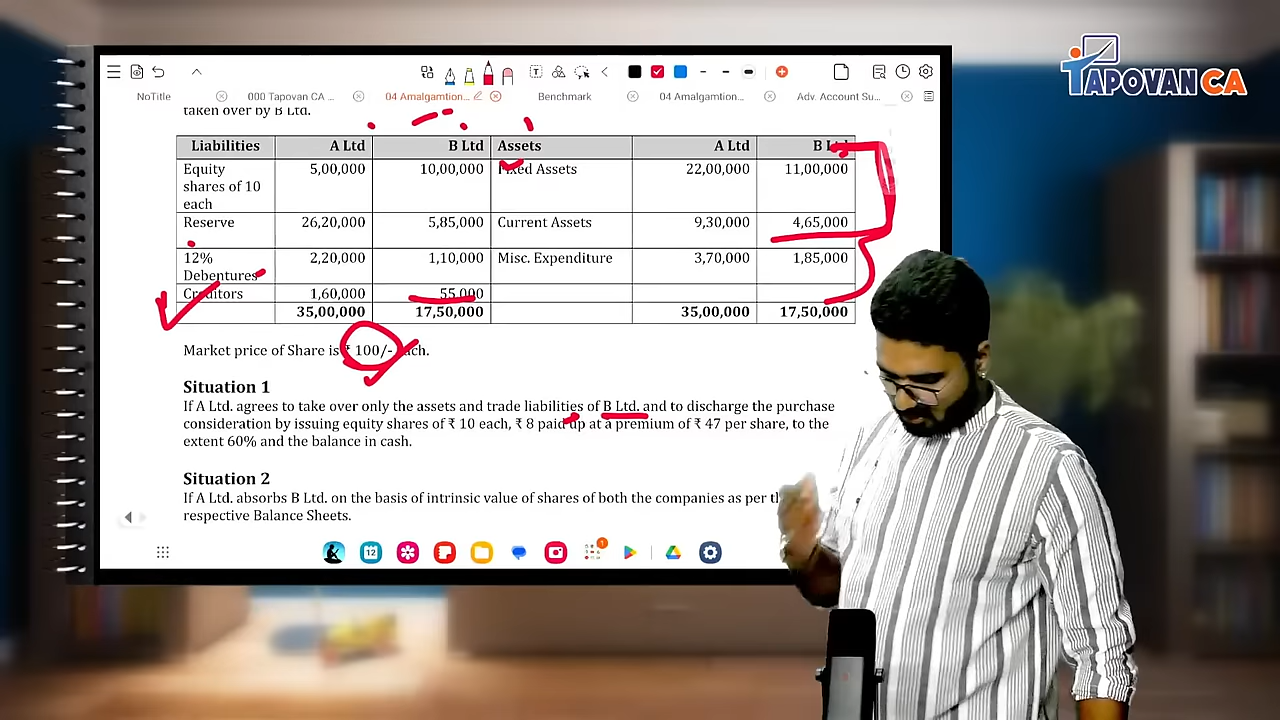 TAPOVAN CA
NoTitle
000 Tapovan CA ...
04 Amalgamtion...
Benchmark
04 Amalgamtion...
Adv. Account Su...
taken over by B Ltd.
Liabilities A Ltd B Ltd Assets A Ltd B Ltd
Equity shares of 10 each 5,00,000 10,00,000 Fixed Assets 22,00,000 11,00,000
Reserve 26,20,000 5,85,000 Current Assets 9,30,000 4,65,000
12% Debentures 2,20,000 1,10,000 Misc. Expenditure 3,70,000 1,85,000
Creditors 1,60,000 55,000
35,00,000 17,50,000 35,00,000 17,50,000
Market price of Share is ₹ 100/- each.
Situation 1
If A Ltd. agrees to take over only the assets and trade liabilities of B Ltd. and to discharge the purchase
consideration by issuing equity shares of ₹ 10 each, ₹ 8 paid up at a premium of ₹ 47 per share, to the
extent 60% and the balance in cash.
Situation 2
If A Ltd. absorbs B Ltd. on the basis of intrinsic value of shares of both the companies as per
respective Balance Sheets.
12
1